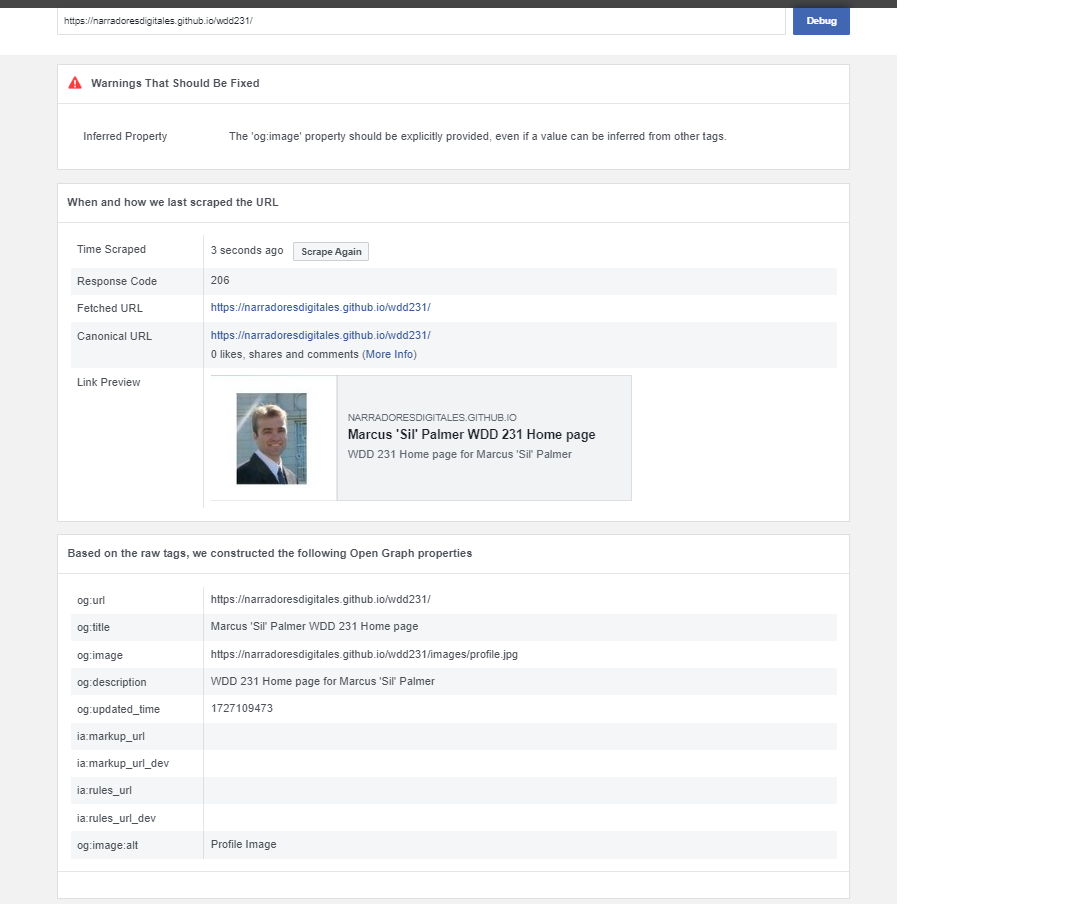 https://narradoresdigitales.github.io/wdd231/
Debug
Warnings That Should Be Fixed
Inferred Property
The 'og:image' property should be explicitly provided, even if a value can be inferred from other tags.
When and how we last scraped the URL
Time Scraped
3 seconds ago
Scrape Again
Response Code
206
Fetched URL
https://narradoresdigitales.github.io/wdd231/
Canonical URL
https://narradoresdigitales.github.io/wdd231/
0 likes, shares and comments (More Info)
Link Preview
NARRADORESDIGITALES.GITHUB.IO
Marcus 'Sil' Palmer WDD 231 Home page
WDD 231 Home page for Marcus 'Sil' Palmer
Based on the raw tags, we constructed the following Open Graph properties
og:url
https://narradoresdigitales.github.io/wdd231/
og:title
Marcus 'Sil' Palmer WDD 231 Home page
og:image
https://narradoresdigitales.github.io/wdd231/images/profile.jpg
og:description
WDD 231 Home page for Marcus 'Sil' Palmer
og:updated_time
1727109473
ia:markup_url
ia:markup_url_dev
ia:rules_url
ia:rules_url_dev
og:image:alt
Profile Image